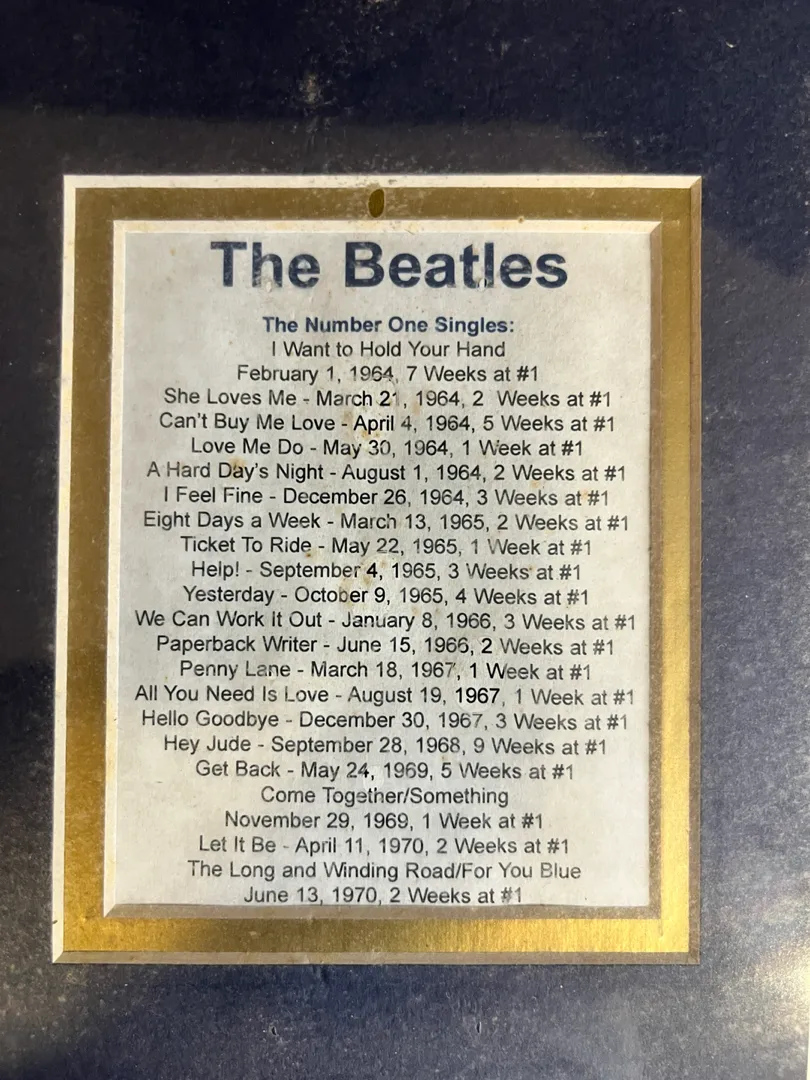 The Beatles
The Number One Singles:
I Want to Hold Your Hand
February 1, 1964, 7 Weeks at #1
She Loves Me - March 21, 1964, 2 Weeks at #1
Can't Buy Me Love - April 4, 1964, 5 Weeks at #1
Love Me Do - May 30, 1964, 1 Week at #1
A Hard Day's Night - August 1, 1964, 2 Weeks at #1
I Feel Fine - December 26, 1964, 3 Weeks at #1
Eight Days a Week - March 13, 1965, 2 Weeks at #1
Ticket To Ride - May 22, 1965, 1 Week at #1
Help! - September 4, 1965, 3 Weeks at #1
Yesterday - October 9, 1965, 4 Weeks at #1
We Can Work It Out - January 8, 1966, 3 Weeks at #1
Paperback Writer - June 15, 1966, 2 Weeks at #1
Penny Lane - March 18, 1967, 1 Week at #1
All You Need Is Love - August 19, 1967, 1 Week at #1
Hello Goodbye - December 30, 1967, 3 Weeks at #1
Hey Jude - September 28, 1968, 9 Weeks at #1
Get Back - May 24, 1969, 5 Weeks at #1
Come Together/Something
November 29, 1969, 1 Week at #1
Let It Be - April 11, 1970, 2 Weeks at #1
The Long and Winding Road/For You Blue
June 13, 1970, 2 Weeks at #1